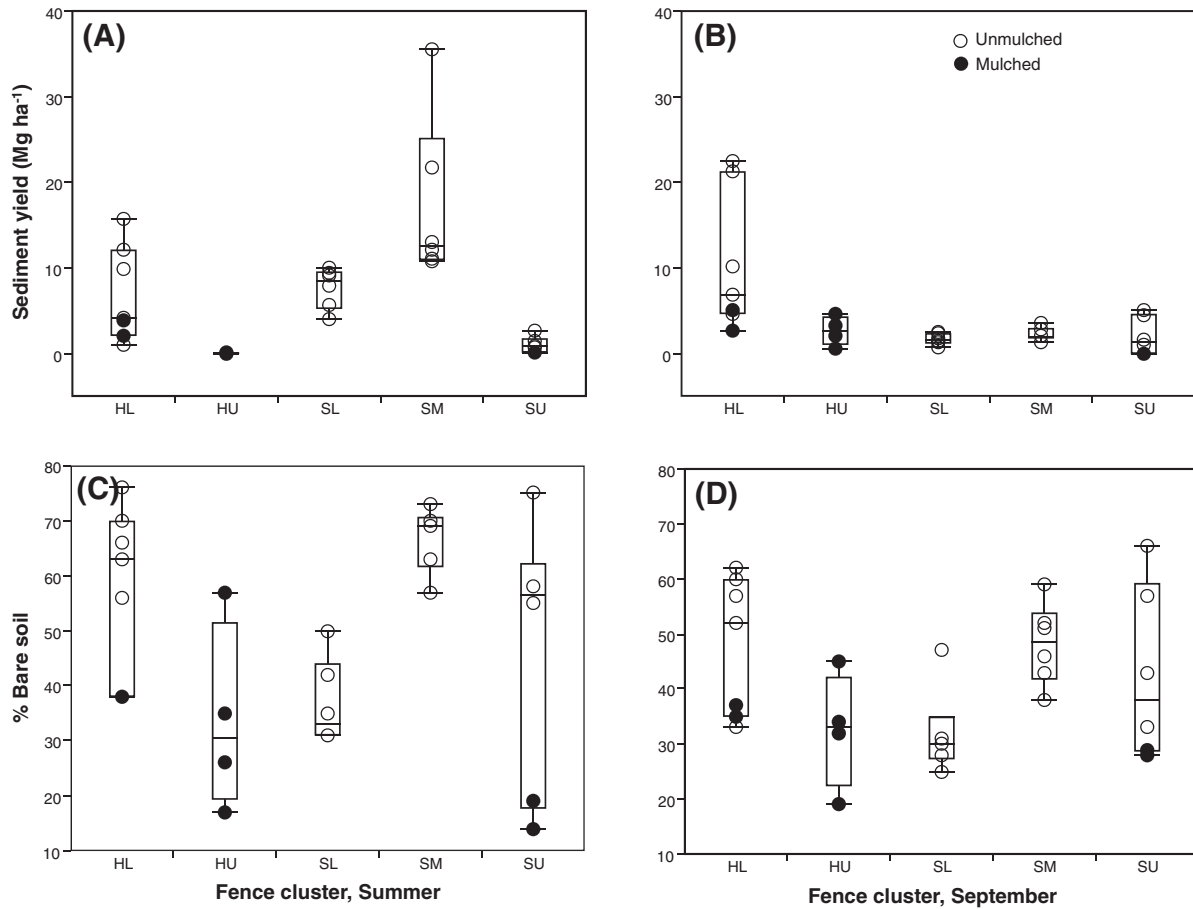 (A)
40
30
20
10
0
Sediment yield (Mg ha⁻¹)
HL HU SL SM SU
(B)
Unmulched
Mulched
40
30
20
10
0
HL HU SL SM SU
(C)
80
70
60
50
40
30
20
10
% Bare soil
HL HU SL SM SU
Fence cluster, Summer
(D)
80
70
60
50
40
30
20
10
HL HU SL SM SU
Fence cluster, September